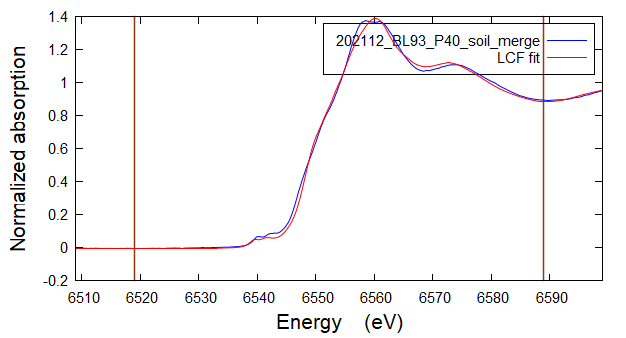 1.4
1.2
1
0.8
0.6
0.4
0.2
0
-0.2
Normalized absorption
202112_BL93_P40_soil_merge
LCF fit
6510 6520 6530 6540 6550 6560 6570 6580 6590
Energy (eV)